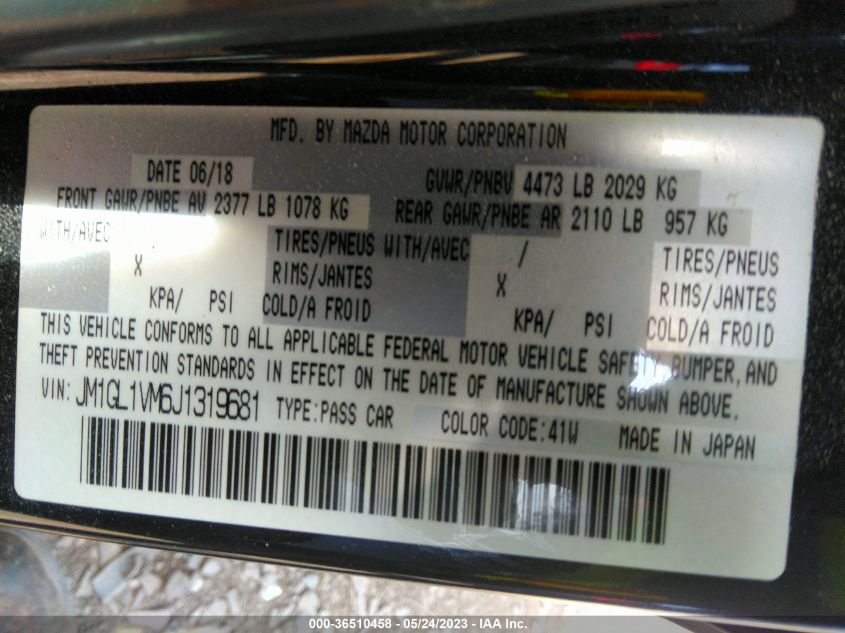 MFD. BY MAZDA MOTOR CORPORATION
DATE 06/18 GVWR/PNBV 4473 LB 2029 KG
FRONT GAWR/PNBE AV 2377 LB 1078 KG REAR GAWR/PNBE AR 2110 LB 957 KG
WITH/AVEC TIRES/PNEUS WITH/AVEC / TIRES/PNEUS
X RIMS/JANTES X RIMS/JANTES
KPA/ PSI COLD/A FROID KPA/ PSI COLD/A FROID
THIS VEHICLE CONFORMS TO ALL APPLICABLE FEDERAL MOTOR VEHICLE SAFETY, BUMPER, AND
THEFT PREVENTION STANDARDS IN EFFECT ON THE DATE OF MANUFACTURE SHOWN ABOVE.
VIN: JM1GL1VM6J1319681 TYPE:PASS CAR COLOR CODE:41W MADE IN JAPAN
000-36510458 - 05/24/2023 - IAA Inc.